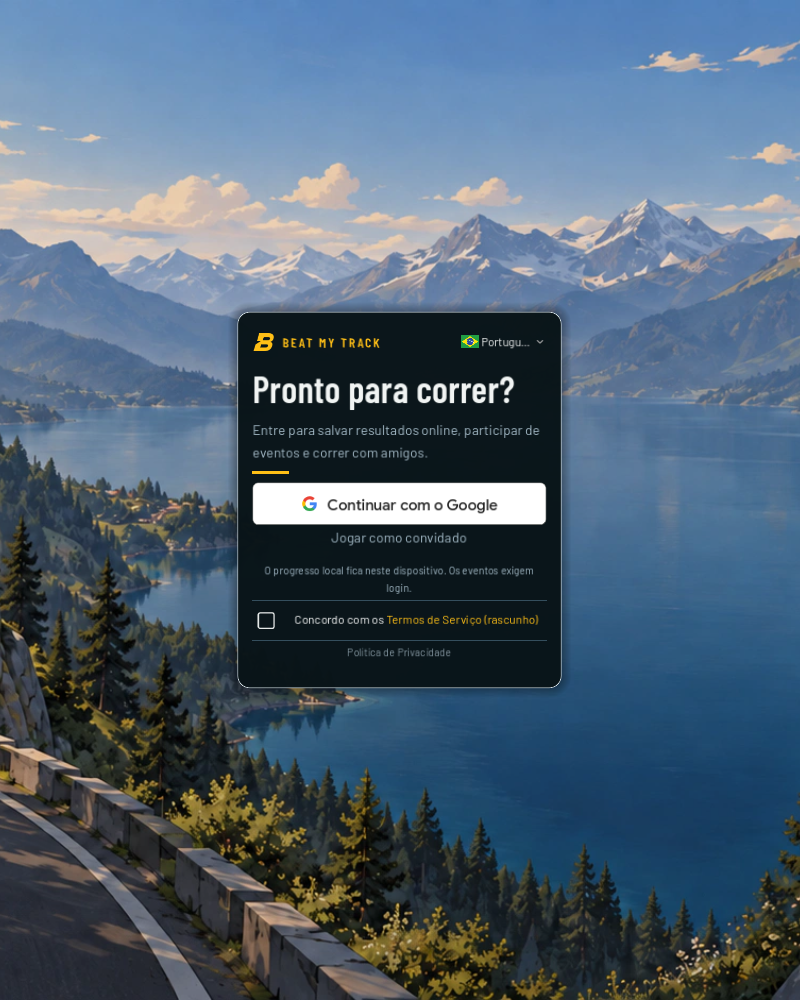 BEAT MY TRACK
Portugu...
Pronto para correr?
Entre para salvar resultados online, participar de
eventos e correr com amigos.
Continuar com o Google
Jogar como convidado
O progresso local fica neste dispositivo. Os eventos exigem
login.
Concordo com os Termos de Serviço (rascunho)
Política de Privacidade